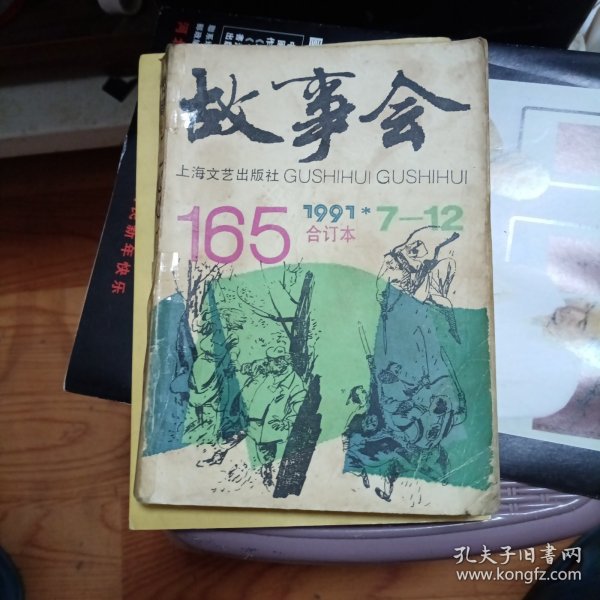 故事会
上海文艺出版社 GUSHIHUI GUSHIHUI
165
1991* 7—12
合订本
新年快乐
孔夫子旧书网
www.kongfz.com